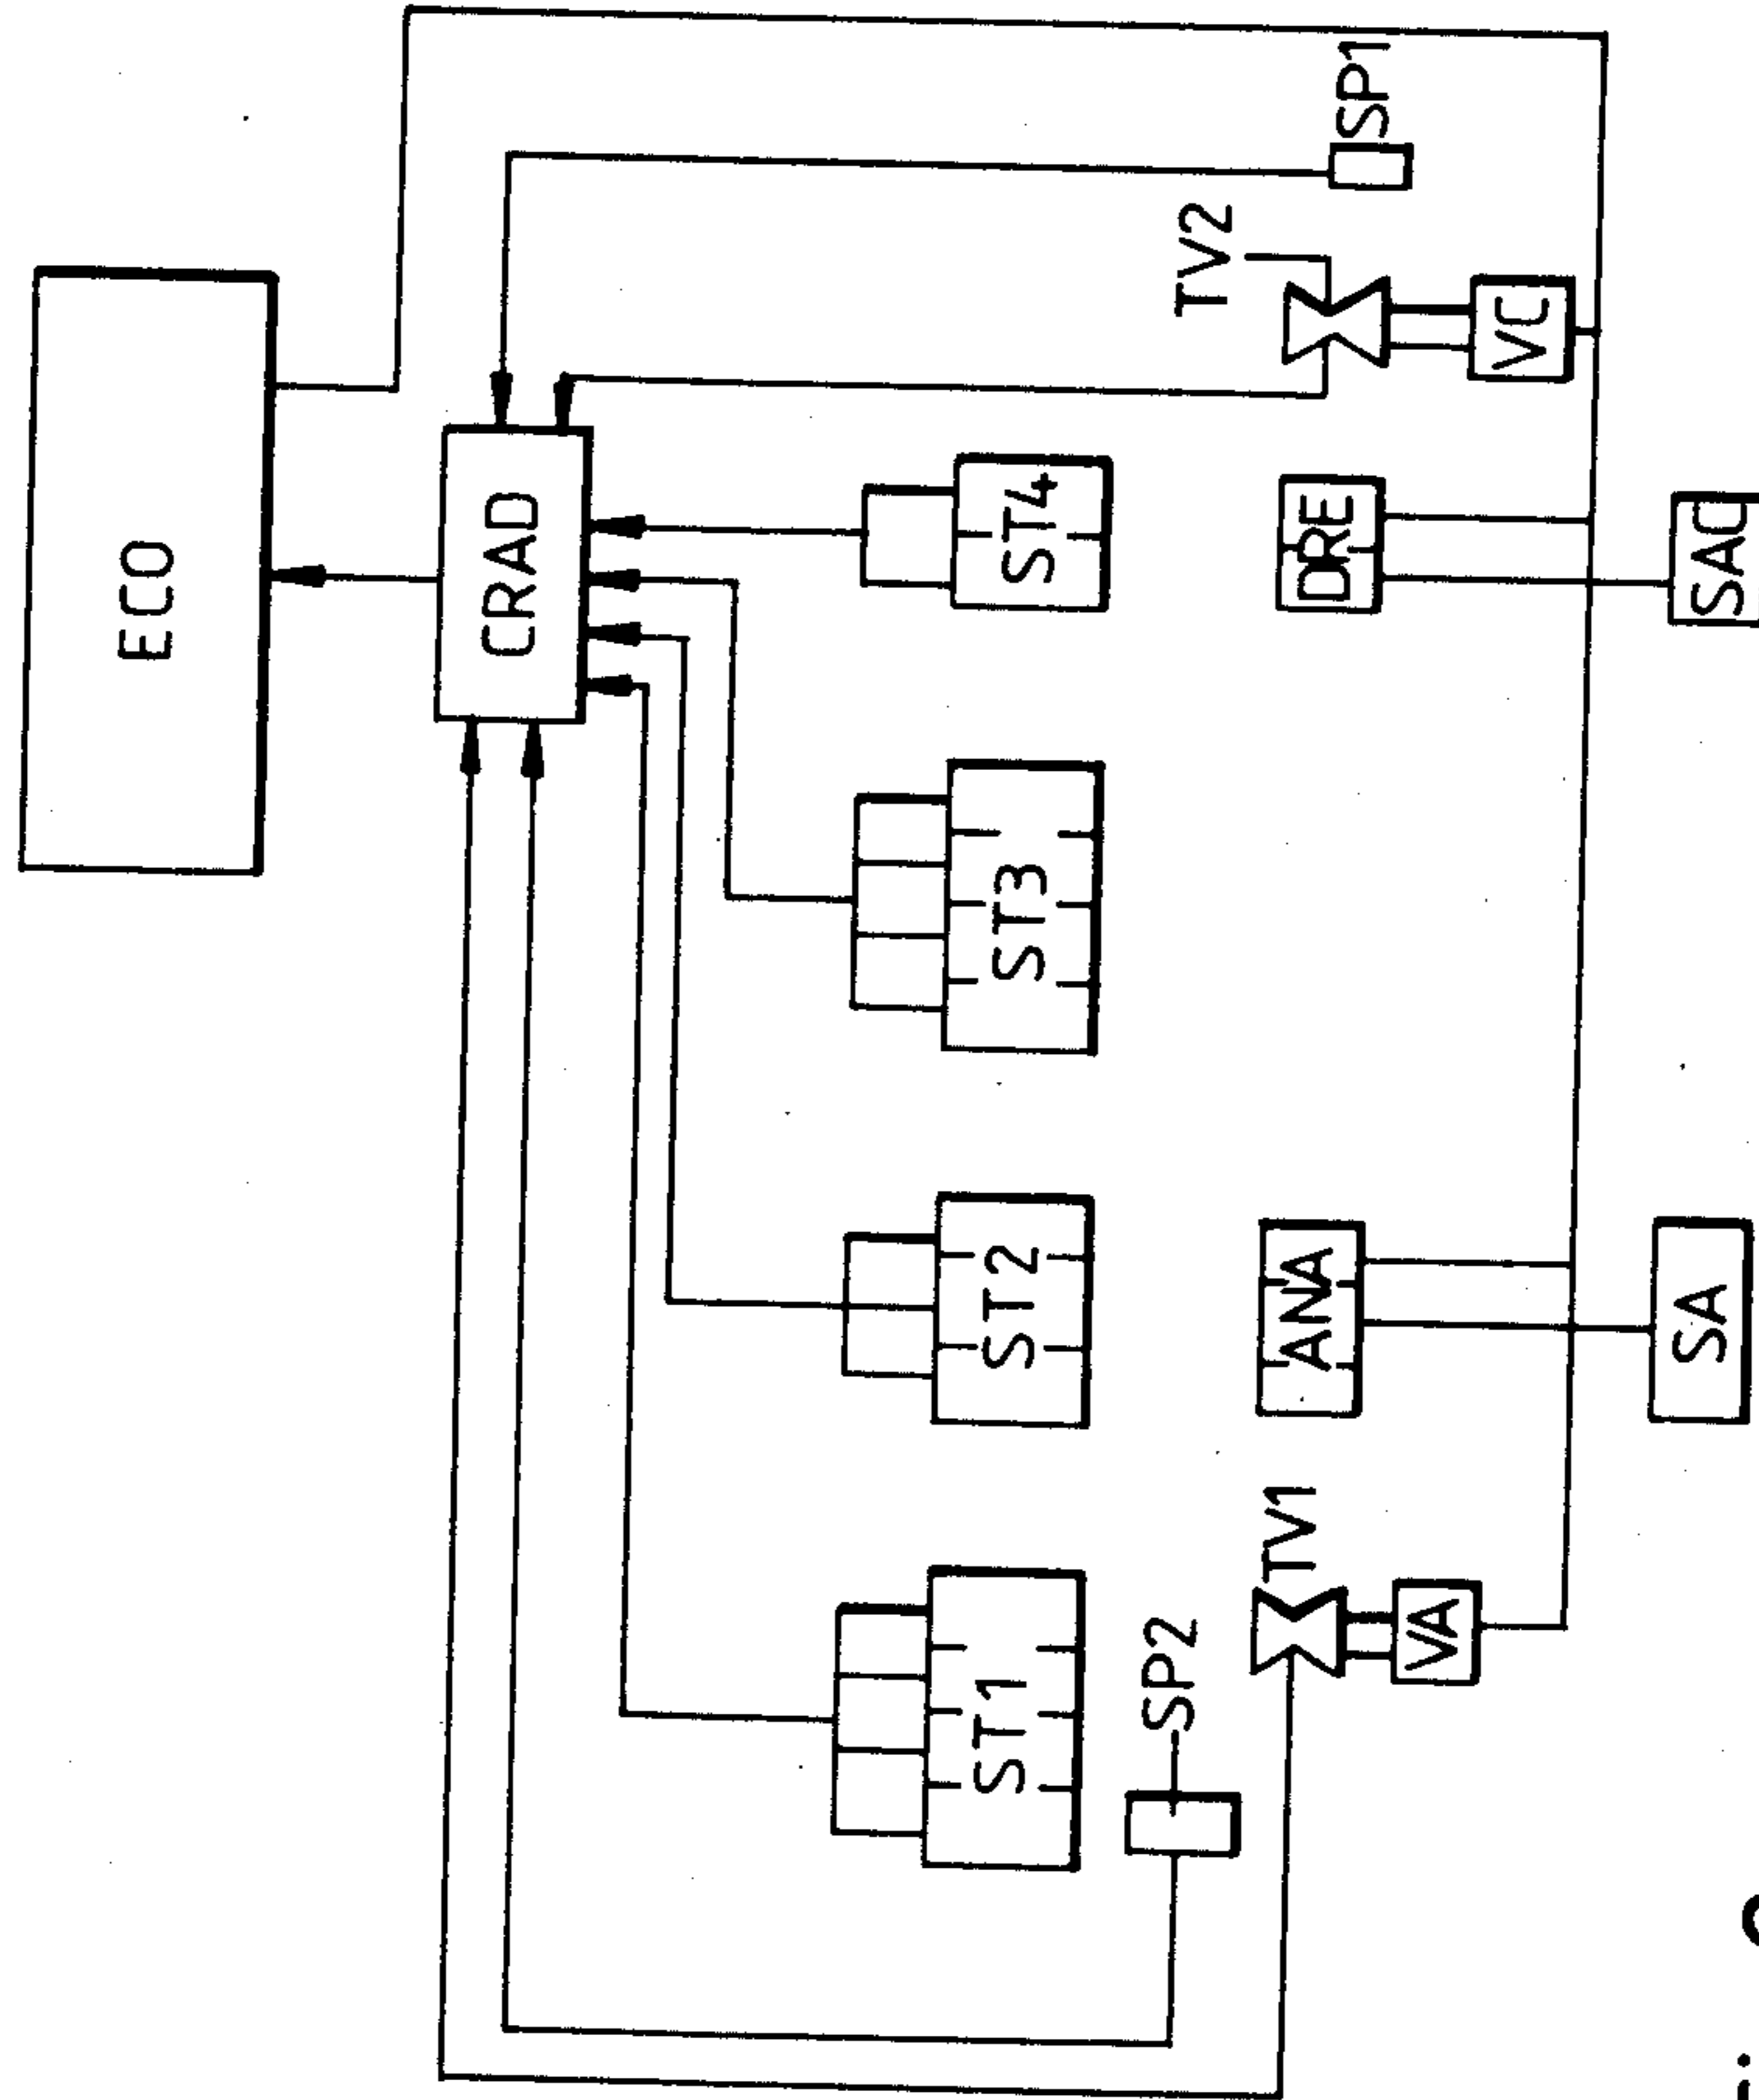 ECO
CRAD
ST1
ST2
ST3
ST4
SP2
TV1
ANA
DRE
TV2
SP1
VA
VC
SA